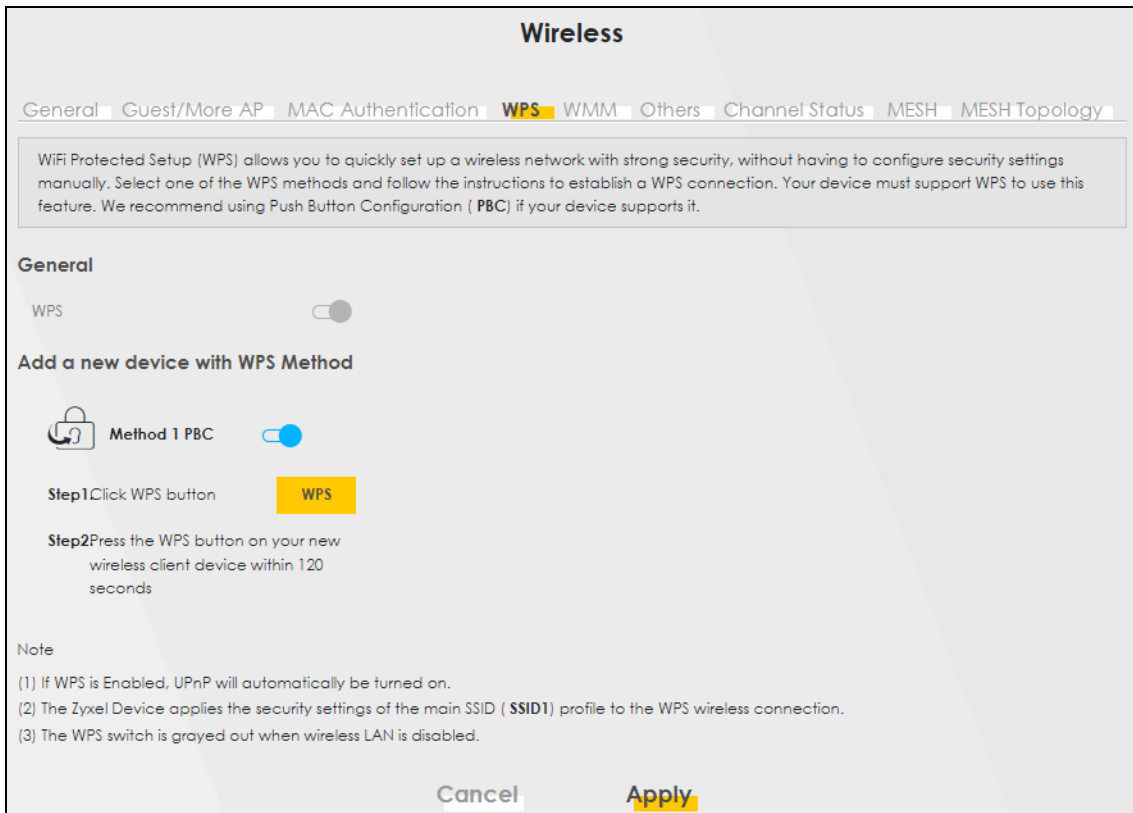 Wireless
General Guest/More AP MAC Authentication WPS WMM Others Channel Status MESH MESH Topology
WiFi Protected Setup (WPS) allows you to quickly set up a wireless network with strong security, without having to configure security settings
manually. Select one of the WPS methods and follow the instructions to establish a WPS connection. Your device must support WPS to use this
feature. We recommend using Push Button Configuration ( PBC) if your device supports it.
General
WPS
Add a new device with WPS Method
Method 1 PBC
Step1.Click WPS button WPS
Step2Press the WPS button on your new
wireless client device within 120
seconds
Note
(1) If WPS is Enabled, UPnP will automatically be turned on.
(2) The Zyxel Device applies the security settings of the main SSID ( SSID1) profile to the WPS wireless connection.
(3) The WPS switch is grayed out when wireless LAN is disabled.
Cancel Apply